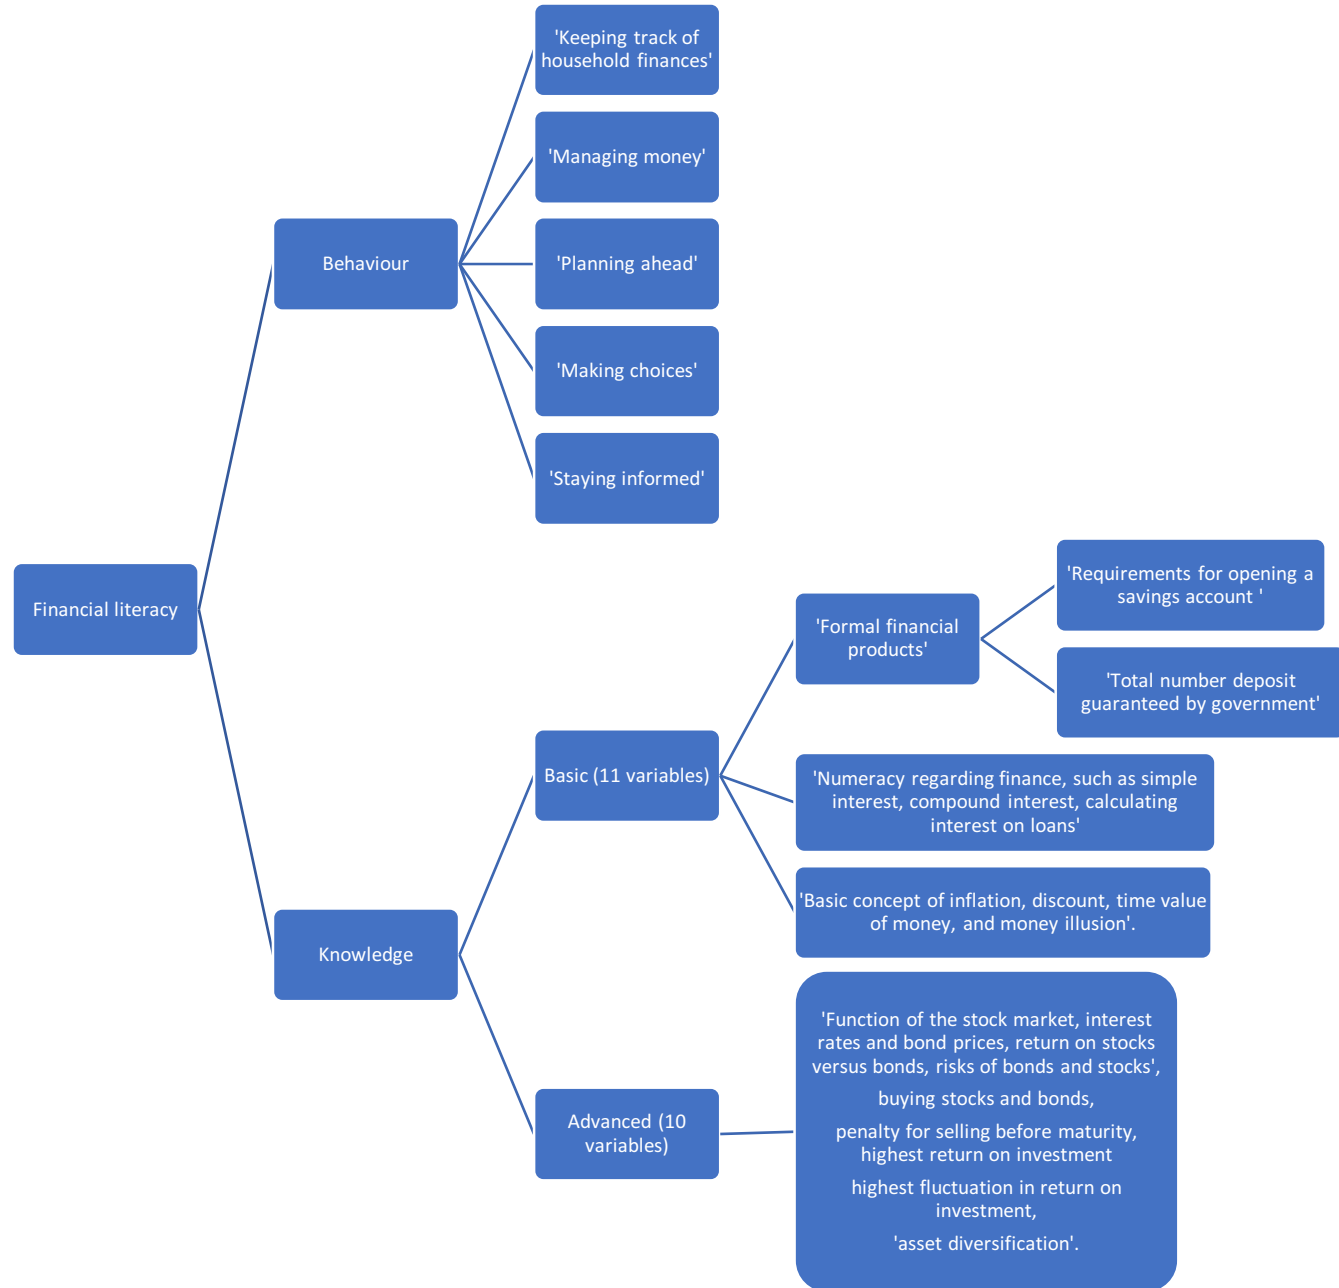 'Keeping track of
household finances'
'Managing money'
Behaviour
'Planning ahead'
'Making choices'
'Staying informed'
Financial literacy
'Requirements for opening a
savings account '
'Formal financial
products'
'Total number deposit
guaranteed by government'
Basic (11 variables)
'Numeracy regarding finance, such as simple
interest, compound interest, calculating
interest on loans'
'Basic concept of inflation, discount, time value
of money, and money illusion'.
Knowledge
'Function of the stock market, interest
rates and bond prices, return on stocks
versus bonds, risks of bonds and stocks',
buying stocks and bonds,
penalty for selling before maturity,
highest return on investment
highest fluctuation in return on
investment,
'asset diversification'.
Advanced (10
variables)